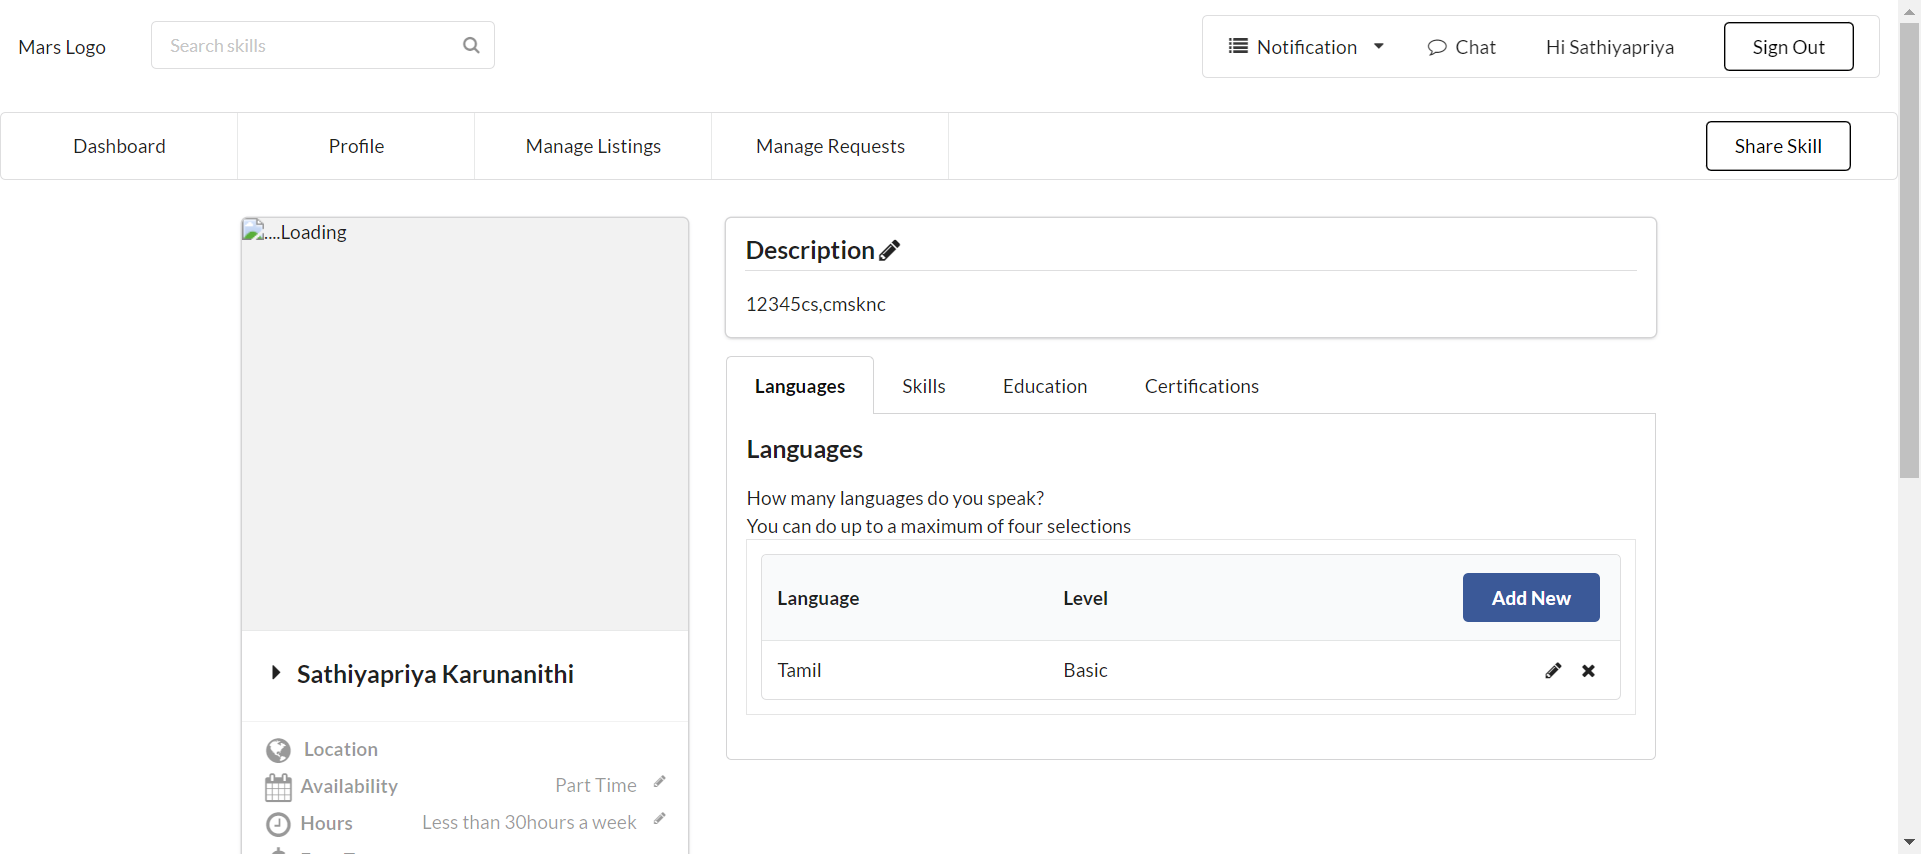 Mars Logo
Search skills
Notification
Chat
Hi Sathiyapriya
Sign Out
Dashboard
Profile
Manage Listings
Manage Requests
Share Skill
....Loading
Sathiyapriya Karunanithi
Location
Availability
Part Time
Hours
Less than 30hours a week
Description
12345cs,cmsknc
Languages
Skills
Education
Certifications
Languages
How many languages do you speak?
You can do up to a maximum of four selections
Language
Level
Add New
Tamil
Basic